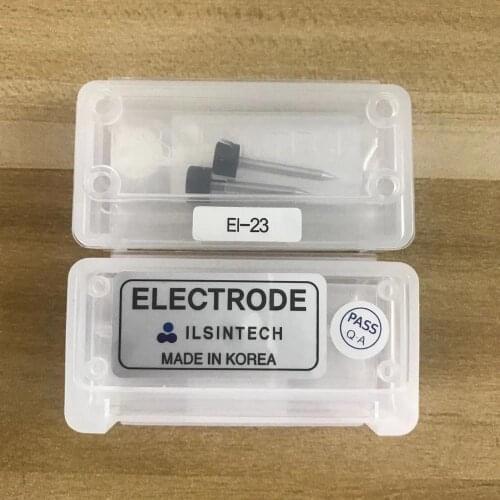 EI-23
ELECTRODE
ILSINTECH
MADE IN KOREA
PASS
Q·A